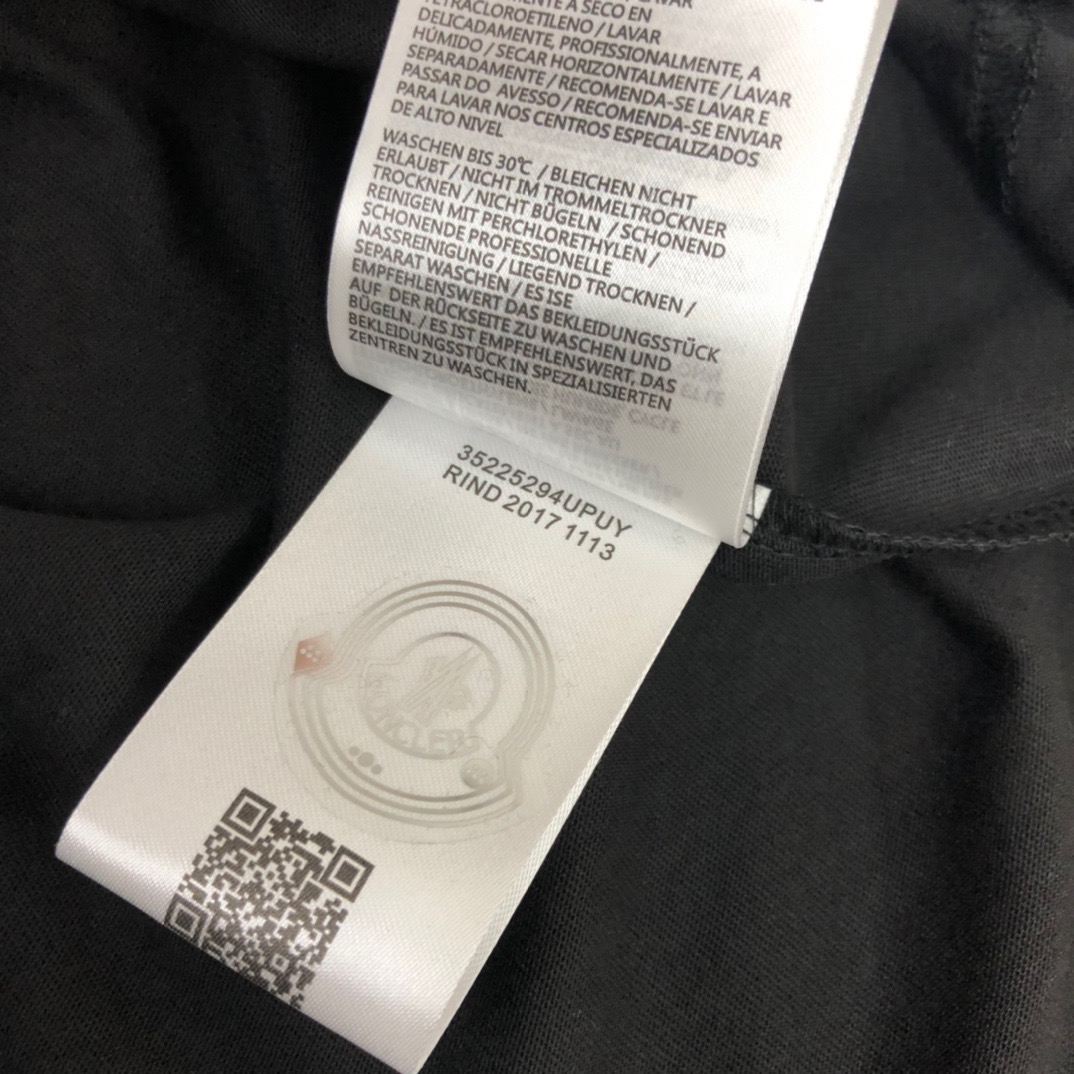 MENTE A SECO EM
TETRACLOROETILENO / LAVAR
DELICADAMENTE, PROFISSIONALMENTE, A
HÚMIDO / SECAR HORIZONTALMENTE / LAVAR
SEPARADAMENTE / RECOMENDA-SE LAVAR E
PASSAR DO AVESSO / RECOMENDA-SE ENVIAR
PARA LAVAR NOS CENTROS ESPECIALIZADOS
DE ALTO NIVEL
WASCHEN BIS 30℃ / BLEICHEN NICHT
ERLAUBT / NICHT IM TROMMELTROCKNER
TROCKNEN / NICHT BÜGELN / SCHONEND
REINIGEN MIT PERCHLORETHYLEN /
SCHONENDE PROFESSIONELLE
NASSREINIGUNG / LIEGEND TROCKNEN /
SEPARAT WASCHEN / ES ISE
EMPFEHLENSWERT DAS BEKLEIDUNGSSTÜCK
AUF DER RÜCKSEITE ZU WASCHEN UND
BÜGELN. / ES IST EMPFEHLENSWERT, DAS
BEKLEIDUNGSSTÜCK IN SPEZIALISIERTEN
ZENTREN ZU WASCHEN.
35225294UPUY
RIND 2017 1113
MONCLER